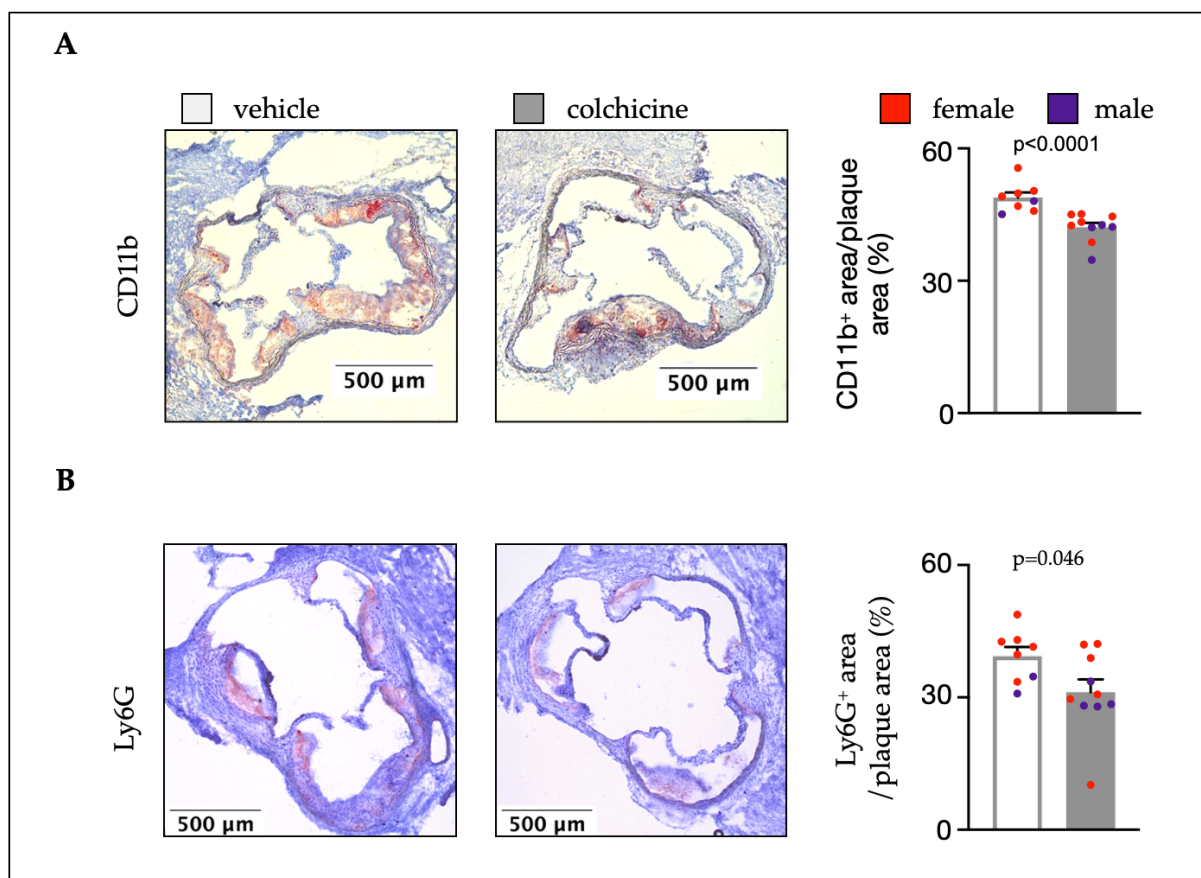 A
vehicle
colchicine
female
male
CD11b
500 µm
500 µm
p<0.0001
CD11b⁺ area/plaque
area (%)
60
30
0
B
Ly6G
500 µm
500 µm
p=0.046
Ly6G⁺ area
/ plaque area (%)
60
30
0